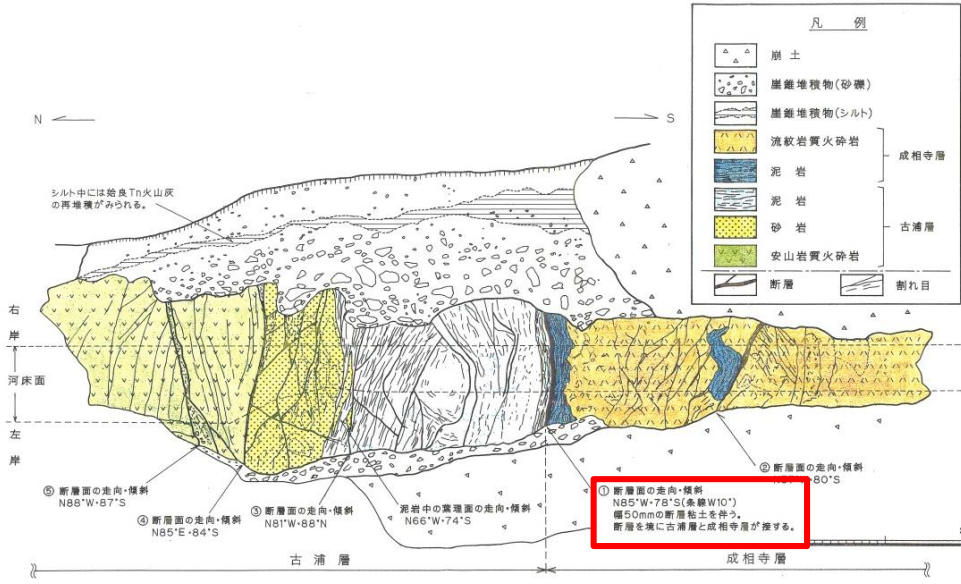 凡 例
崩 土
崖錐堆積物(砂礫)
崖錐堆積物(シルト)
流紋岩質火砕岩
泥 岩
成相寺層
泥 岩
砂 岩
安山岩質火砕岩
古浦層
断層
割れ目
N
S
シルト中には姶良Tn火山灰
の再堆積がみられる。
右岸
河床面
左岸
⑤ 断層面の走向・傾斜
N88°W・87°S
④ 断層面の走向・傾斜
N85°E・84°S
③ 断層面の走向・傾斜
N81°W・88°N
泥岩中の葉理面の走向・傾斜
N66°W・74°S
① 断層面の走向・傾斜
N85°W・78°S(条線W10°)
幅50mmの断層粘土を伴う。
断層を境に古浦層と成相寺層が接する。
② 断層面の走向・傾斜
80°S
古 浦 層
成 相 寺 層